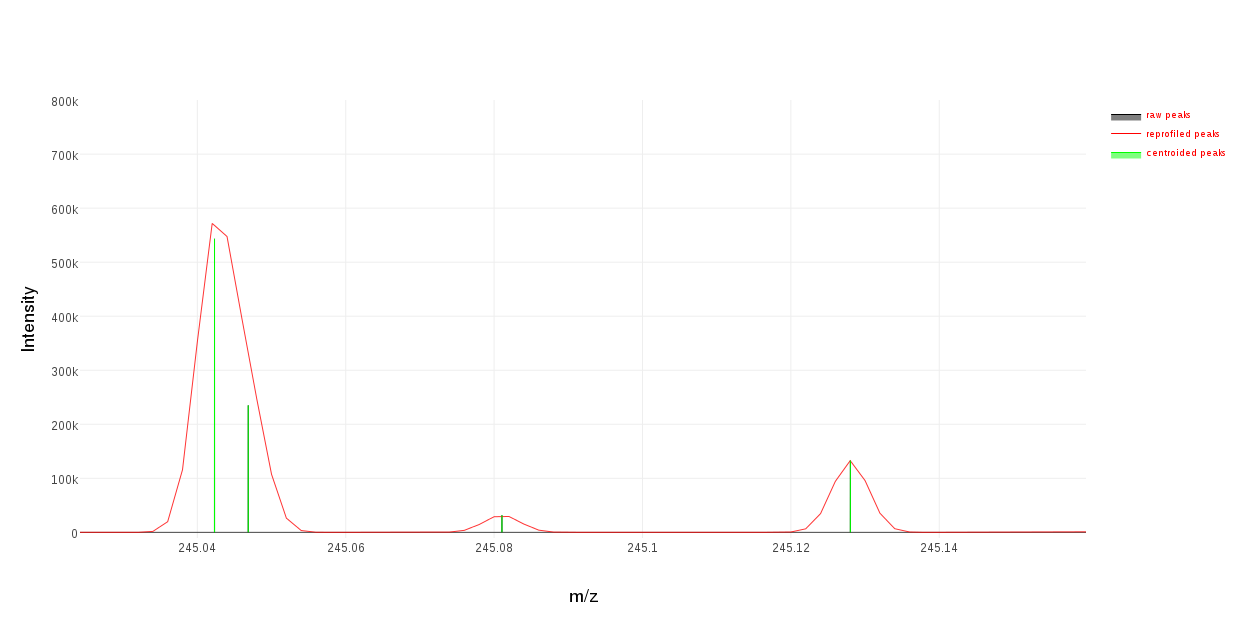 800k
700k
600k
500k
400k
300k
200k
100k
0
Intensity
245.04 245.06 245.08 245.1 245.12 245.14
m/z
raw peaks
reprofiled peaks
centroided peaks